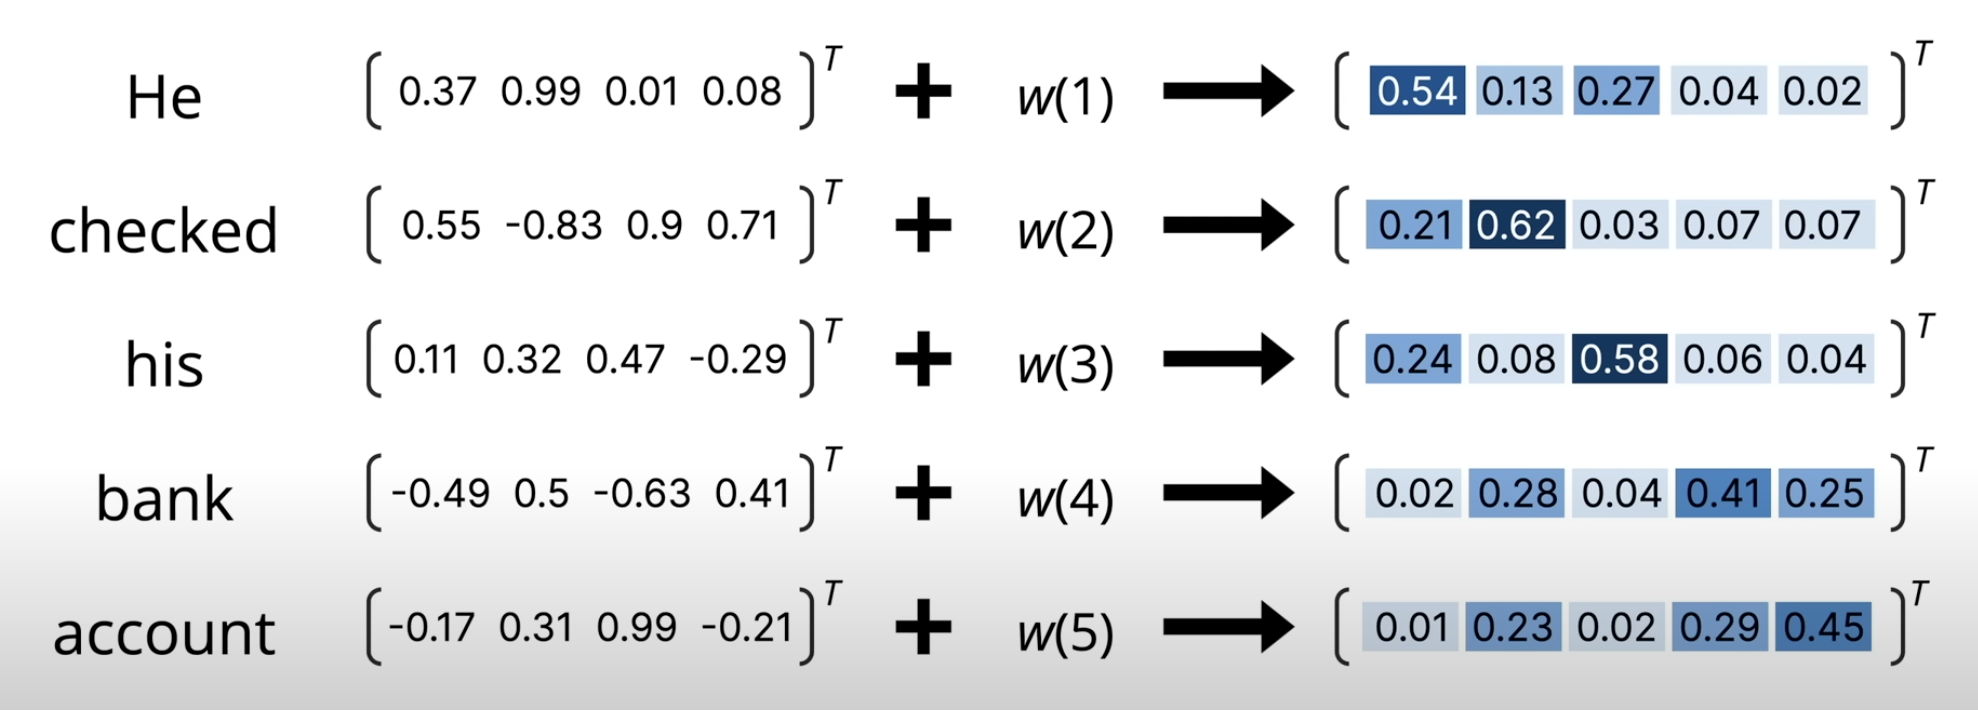 He ( 0.37 0.99 0.01 0.08 )ᵀ + w(1) → ( 0.54 0.13 0.27 0.04 0.02 )ᵀ
checked ( 0.55 -0.83 0.9 0.71 )ᵀ + w(2) → ( 0.21 0.62 0.03 0.07 0.07 )ᵀ
his ( 0.11 0.32 0.47 -0.29 )ᵀ + w(3) → ( 0.24 0.08 0.58 0.06 0.04 )ᵀ
bank ( -0.49 0.5 -0.63 0.41 )ᵀ + w(4) → ( 0.02 0.28 0.04 0.41 0.25 )ᵀ
account ( -0.17 0.31 0.99 -0.21 )ᵀ + w(5) → ( 0.01 0.23 0.02 0.29 0.45 )ᵀ